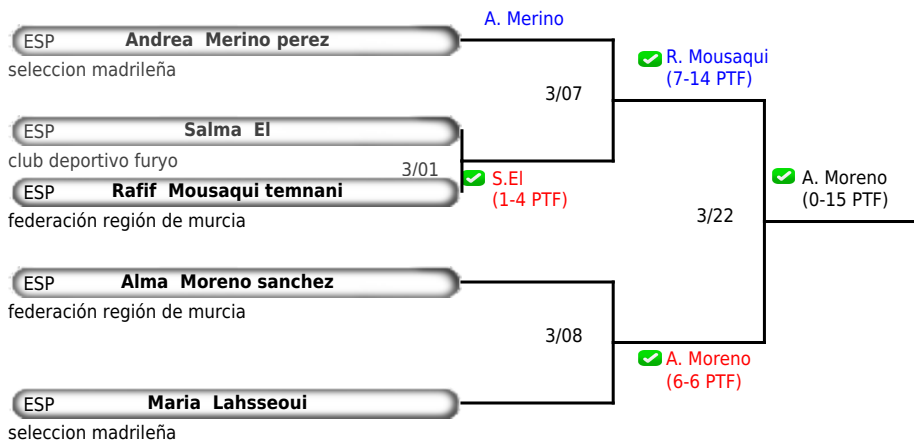 A. Merino
ESP Andrea Merino perez
seleccion madrileña
R. Mousaqui
(7-14 PTF)
3/07
ESP Salma El
club deportivo furyo
3/01
S.El
(1-4 PTF)
ESP Rafif Mousaqui temnani
federación región de murcia
A. Moreno
(0-15 PTF)
3/22
ESP Alma Moreno sanchez
federación región de murcia
3/08
A. Moreno
(6-6 PTF)
ESP Maria Lahsseoui
seleccion madrileña